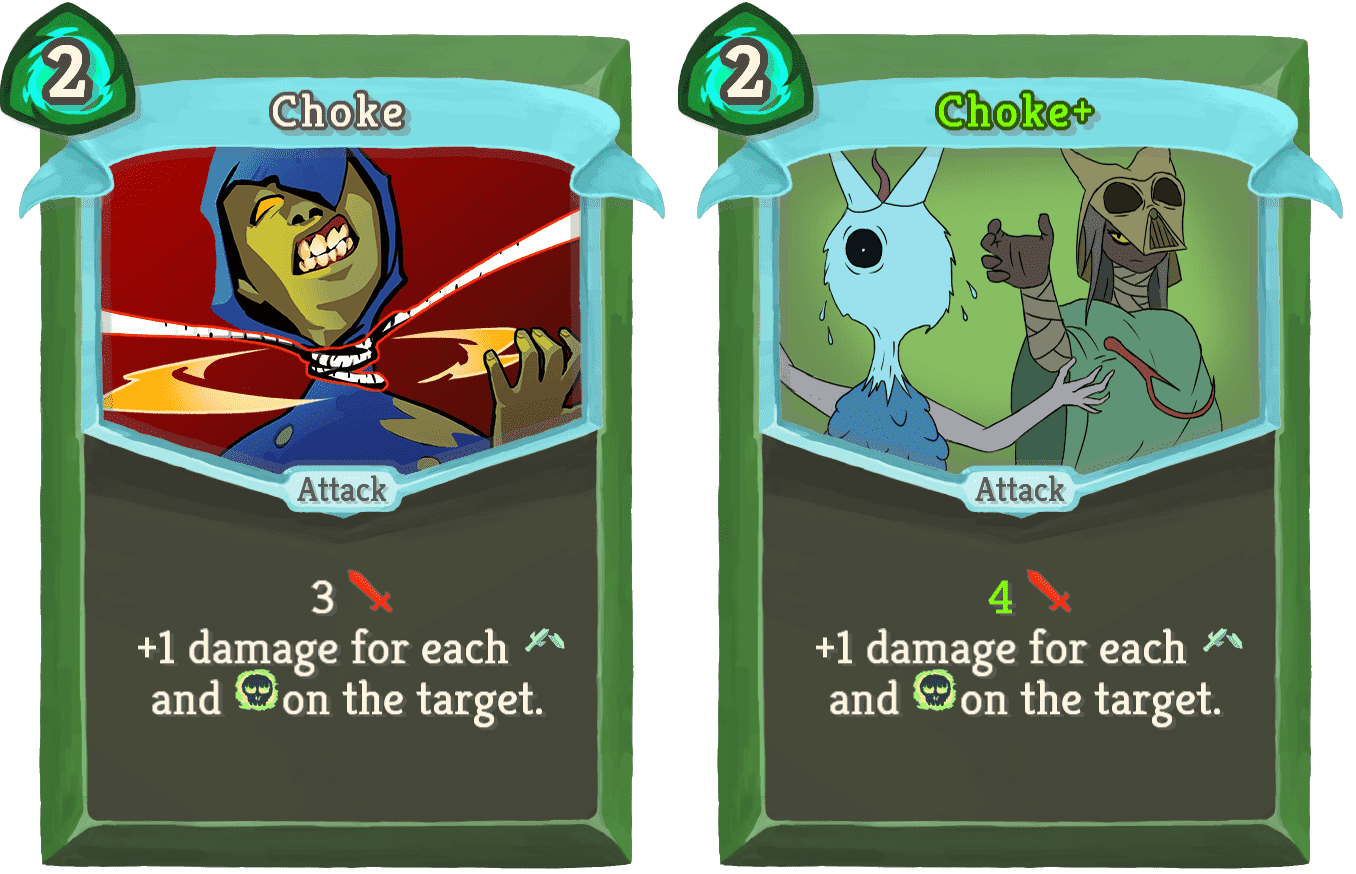 2
Choke
Attack
3
+1 damage for each
and on the target.
2
Choke+
Attack
4
+1 damage for each
and on the target.